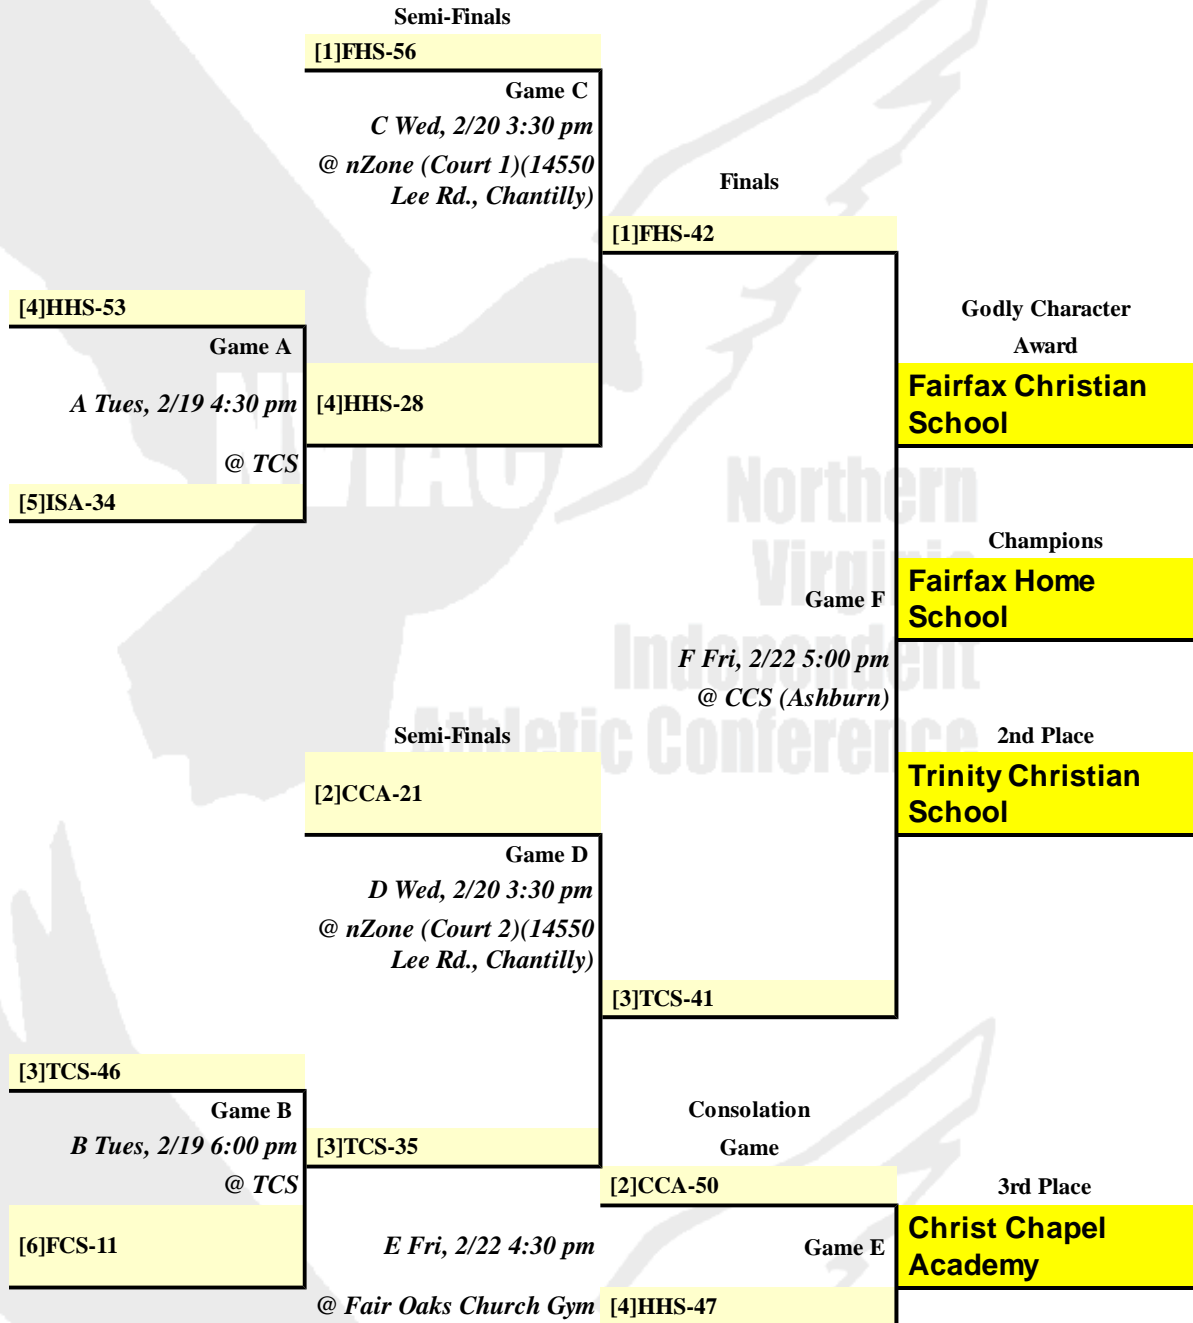 Semi-Finals
[1]FHS-56
Game C
C Wed, 2/20 3:30 pm
@ nZone (Court 1)(14550
Lee Rd., Chantilly)
Finals
[1]FHS-42
[4]HHS-53
Game A
A Tues, 2/19 4:30 pm
@ TCS
[4]HHS-28
[5]ISA-34
Godly Character
Award
Fairfax Christian
School
NVIAC
Northern
Virginia
Independent
Athletic Conference
Champions
Fairfax Home
School
Game F
F Fri, 2/22 5:00 pm
@ CCS (Ashburn)
2nd Place
Trinity Christian
School
Semi-Finals
[2]CCA-21
Game D
D Wed, 2/20 3:30 pm
@ nZone (Court 2)(14550
Lee Rd., Chantilly)
[3]TCS-41
[3]TCS-46
Game B
B Tues, 2/19 6:00 pm
@ TCS
[3]TCS-35
[6]FCS-11
Consolation
Game
[2]CCA-50
E Fri, 2/22 4:30 pm
Game E
@ Fair Oaks Church Gym
[4]HHS-47
3rd Place
Christ Chapel
Academy